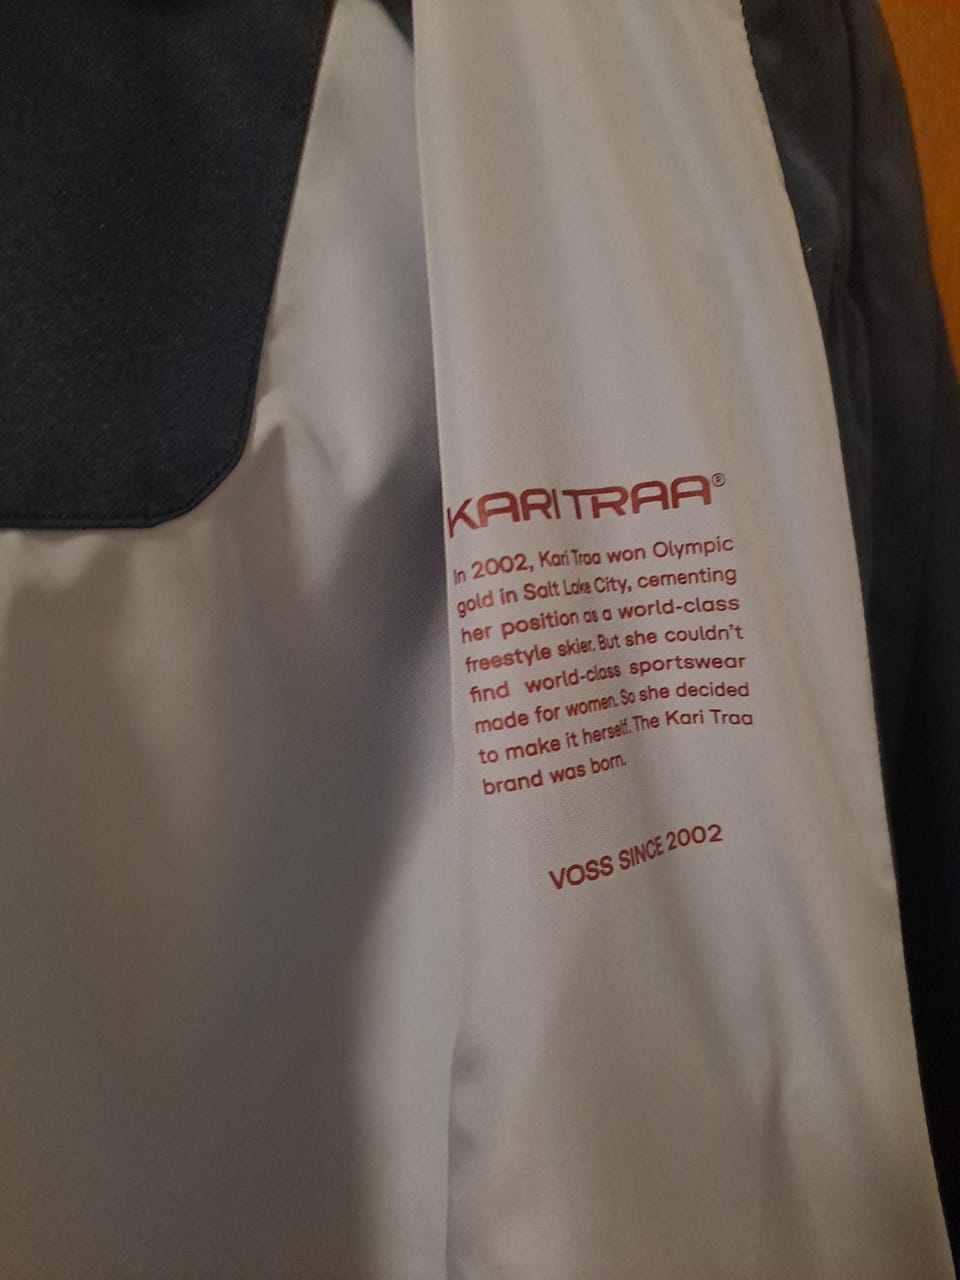 KARI TRAA®
In 2002, Kari Traa won Olympic
gold in Salt Lake City, cementing
her position as a world-class
freestyle skier. But she couldn't
find world-class sportswear
made for women. So she decided
to make it herself. The Kari Traa
brand was born.
VOSS SINCE 2002